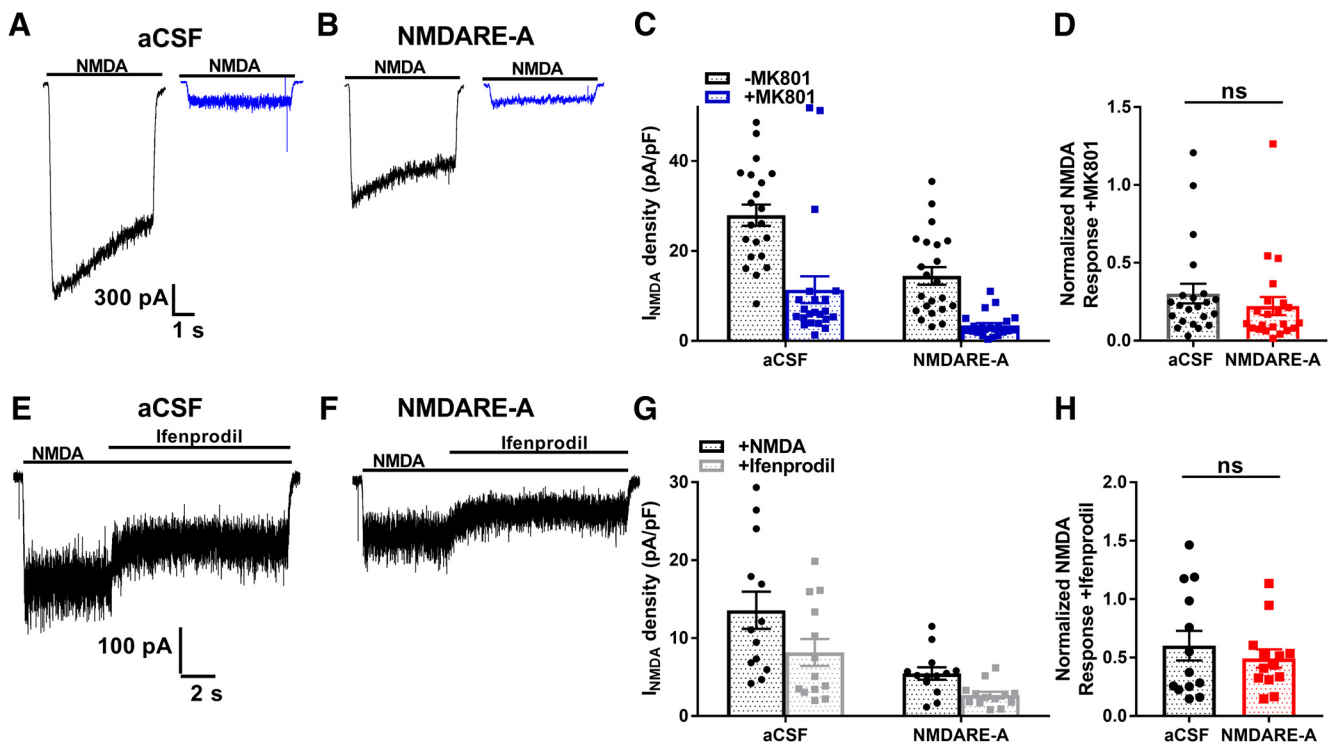 A
aCSF
NMDA
NMDA
300 pA
1 s
B
NMDARE-A
NMDA
NMDA
C
-MK801
+MK801
I_NMDA density (pA/pF)
40
20
0
aCSF
NMDARE-A
D
ns
Normalized NMDA
Response +MK801
1.5
1.0
0.5
0.0
aCSF
NMDARE-A
E
aCSF
Ifenprodil
NMDA
100 pA
2 s
F
NMDARE-A
Ifenprodil
NMDA
G
+NMDA
+Ifenprodil
I_NMDA density (pA/pF)
30
20
10
0
aCSF
NMDARE-A
H
ns
Normalized NMDA
Response +Ifenprodil
2.0
1.5
1.0
0.5
0.0
aCSF
NMDARE-A